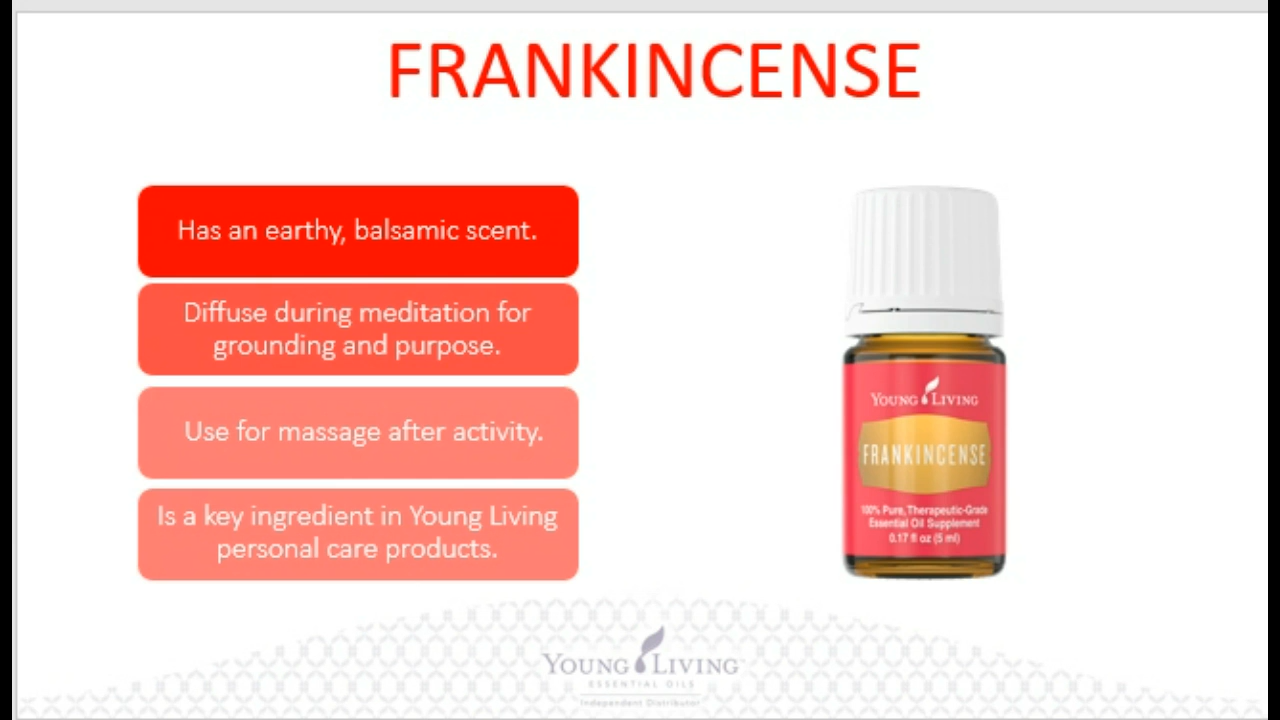 FRANKINCENSE
Has an earthy, balsamic scent.
Diffuse during meditation for
grounding and purpose.
Use for massage after activity.
Is a key ingredient in Young Living
personal care products.
YOUNG LIVING
FRANKINCENSE
100% Pure, Therapeutic-Grade
Essential Oil Supplement
0.17 fl oz (5 ml)
YOUNG LIVING
ESSENTIAL OILS
Independent Distributor